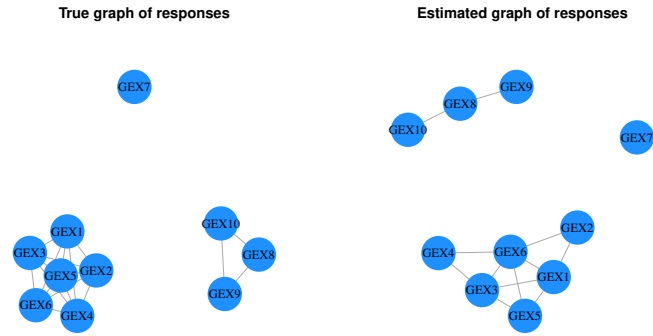 True graph of responses
GEX7
GEX10
GEX1
GEX3
GEX8
GEX2
GEX5
GEX9
GEX6
GEX4
Estimated graph of responses
GEX9
GEX8
GEX10
GEX7
GEX2
GEX4
GEX6
GEX1
GEX3
GEX5